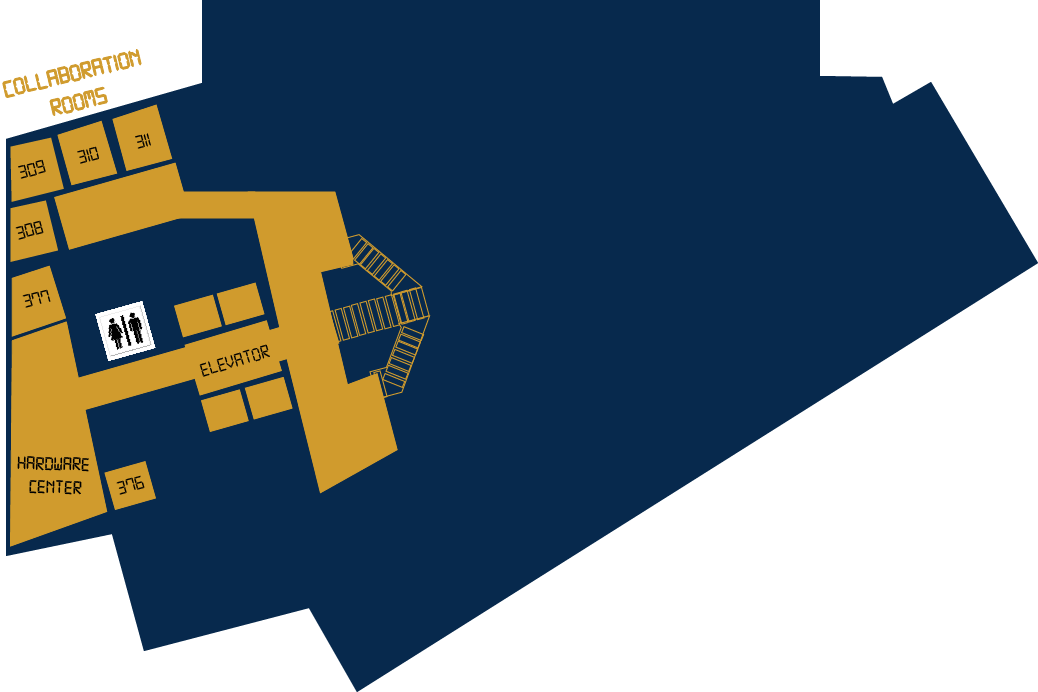 COLLABORATION
ROOMS
311
310
309
308
377
ELEVATOR
HARDWARE
CENTER
376